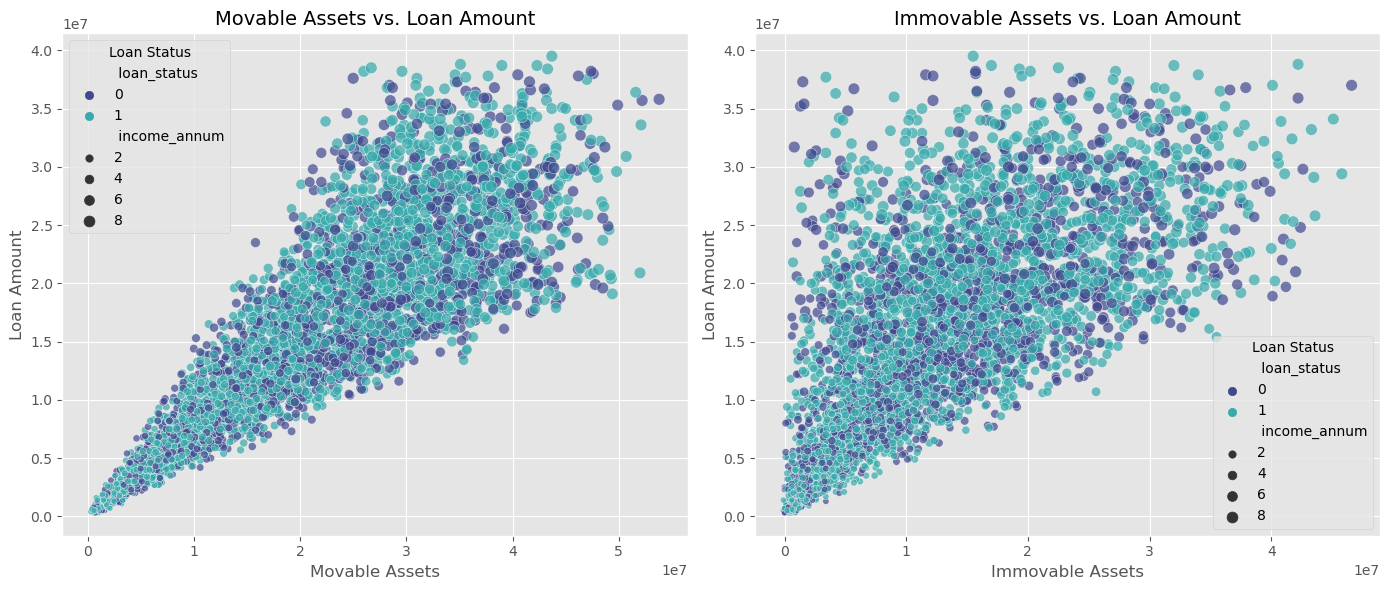 Movable Assets vs. Loan Amount
1e7
4.0
3.5
3.0
2.5
2.0
1.5
1.0
0.5
0.0
Loan Amount
Loan Status
loan_status
0
1
income_annum
2
4
6
8
0 1 2 3 4 5
1e7
Movable Assets
Immovable Assets vs. Loan Amount
1e7
4.0
3.5
3.0
2.5
2.0
1.5
1.0
0.5
0.0
Loan Amount
Loan Status
loan_status
0
1
income_annum
2
4
6
8
0 1 2 3 4
1e7
Immovable Assets